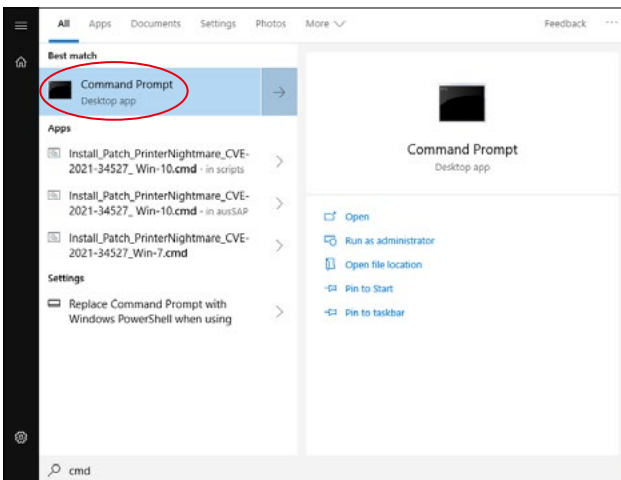 All Apps Documents Settings Photos More Feedback ...
Best match
Command Prompt
Desktop app
Apps
Install_Patch_PrinterNightmare_CVE-
2021-34527_ Win-10.cmd - in scripts
Install_Patch_PrinterNightmare_CVE-
2021-34527_ Win-10.cmd - in ausSAP
Install_Patch_PrinterNightmare_CVE-
2021-34527_Win-7.cmd
Settings
Replace Command Prompt with
Windows PowerShell when using
Command Prompt
Desktop app
Open
Run as administrator
Open file location
Pin to Start
Pin to taskbar
cmd